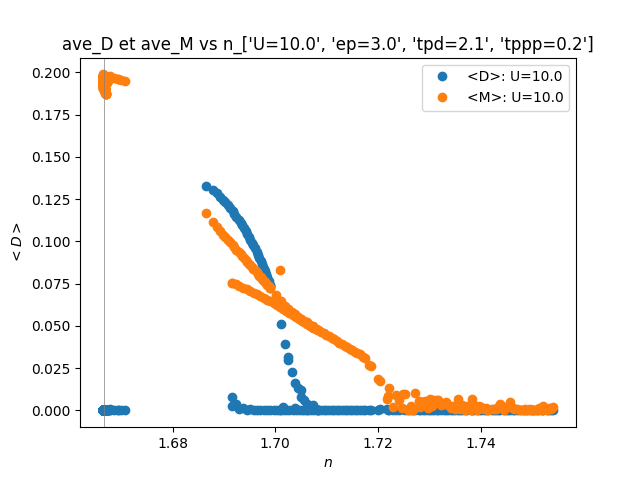 ave_D et ave_M vs n_['U=10.0', 'ep=3.0', 'tpd=2.1', 'tppp=0.2']
<D>: U=10.0
<M>: U=10.0
0.200
0.175
0.150
0.125
0.100
0.075
0.050
0.025
0.000
< D >
1.68
1.70
1.72
1.74
n